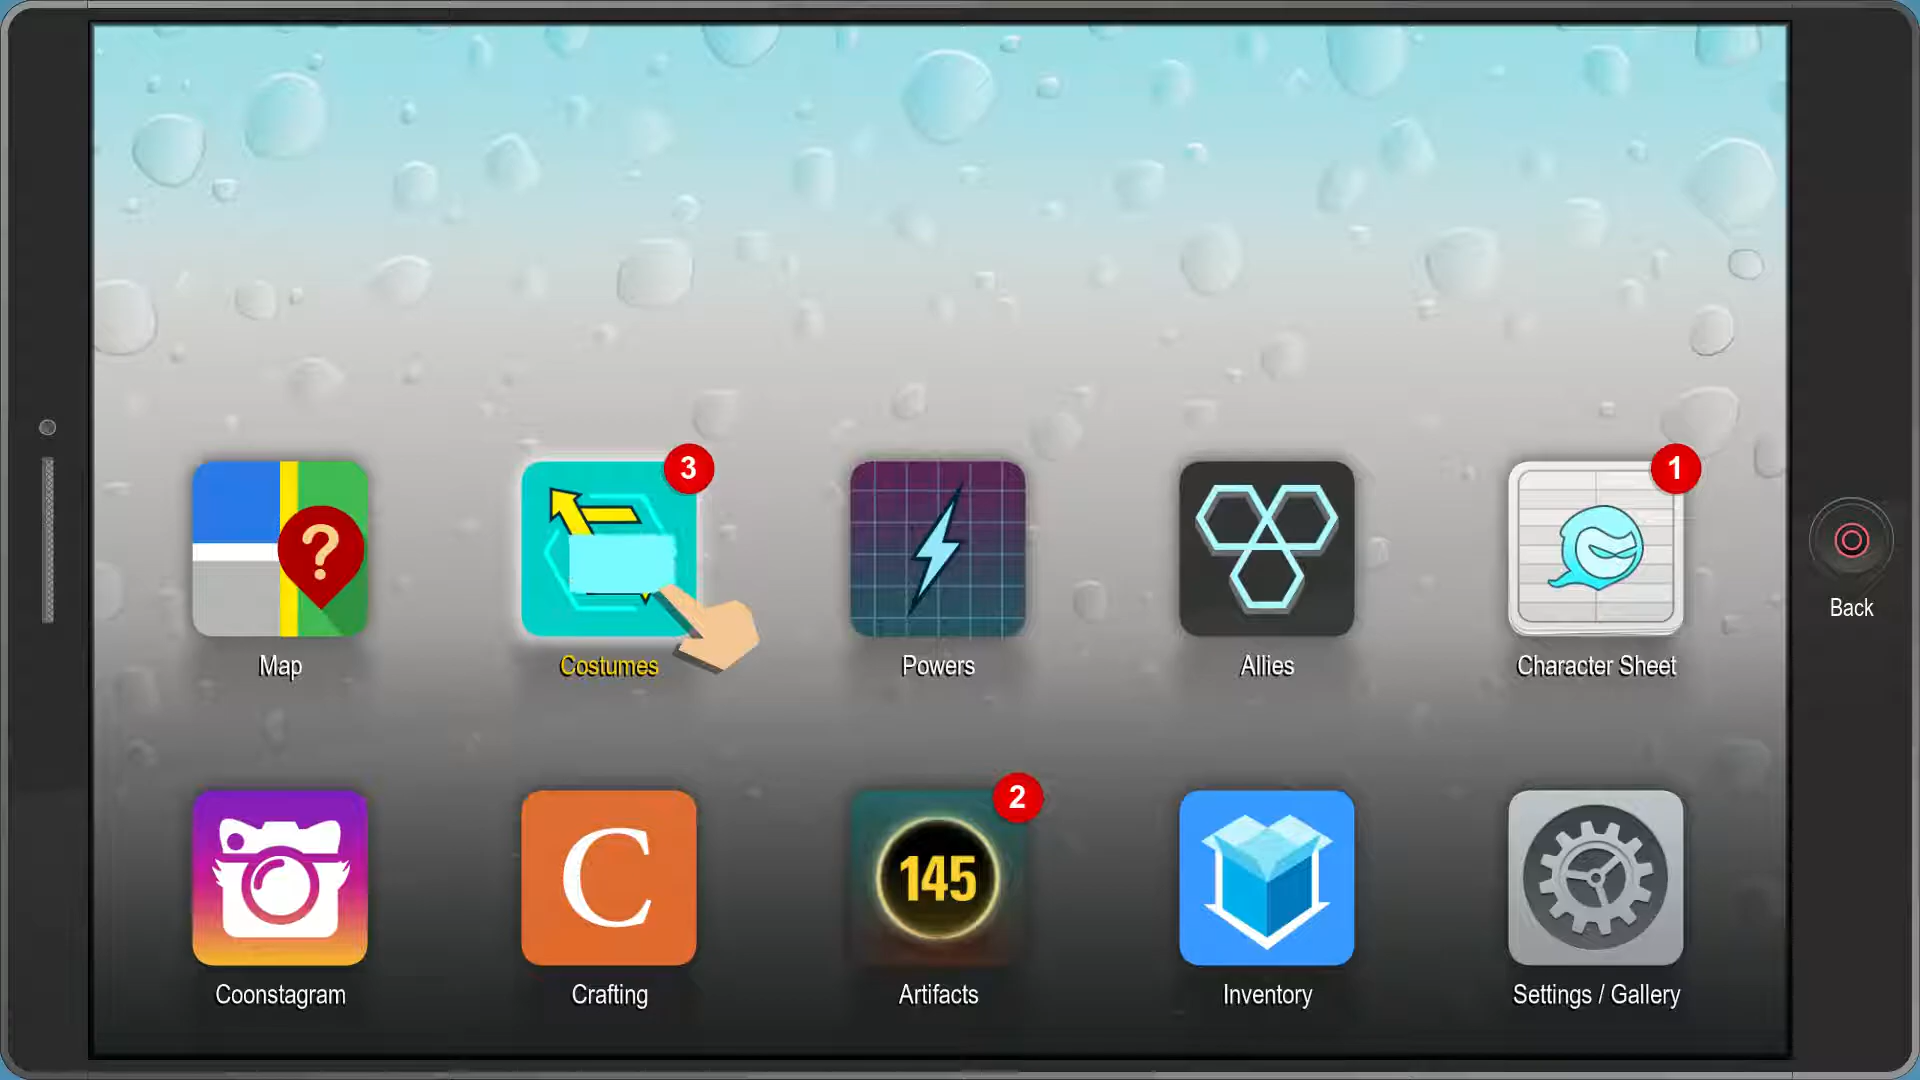 3
1
?
Back
Map
Costumes
Powers
Allies
Character Sheet
2
C
145
Coonstagram
Crafting
Artifacts
Inventory
Settings / Gallery